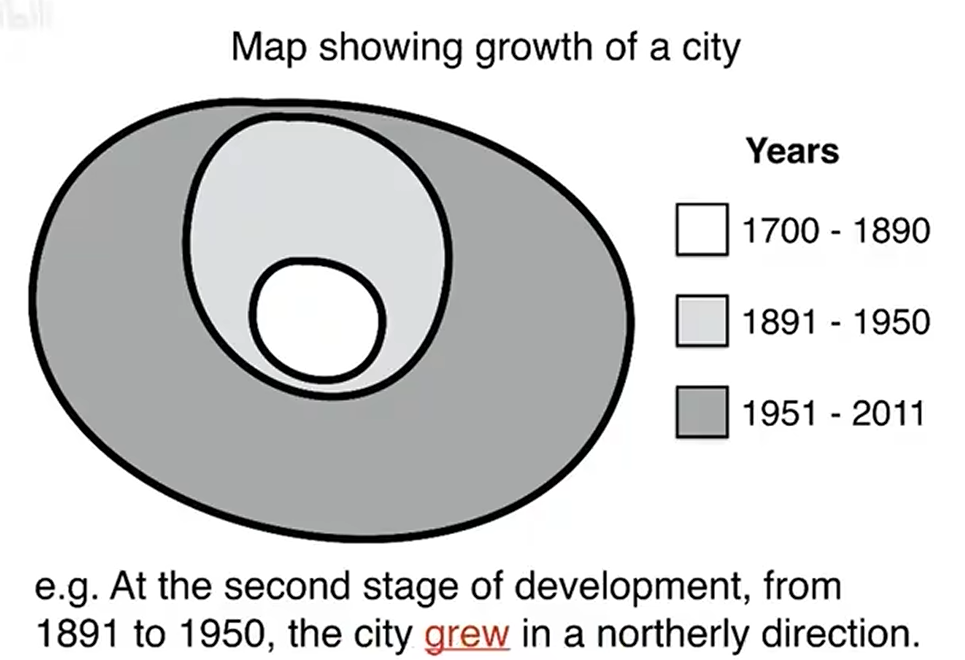 Map showing growth of a city
Years
1700 - 1890
1891 - 1950
1951 - 2011
e.g. At the second stage of development, from
1891 to 1950, the city grew in a northerly direction.